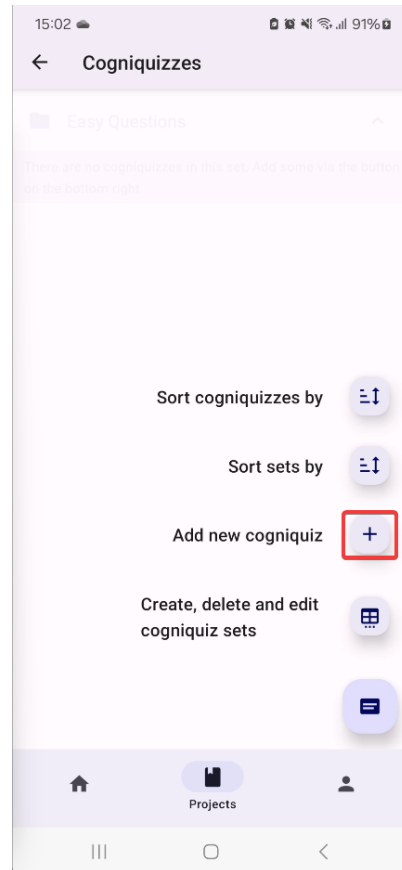 15:02
91%
Cogniquizzes
Easy Questions
There are no cogniquizzes in this set. Add some via the button
on the bottom right.
Sort cogniquizzes by
Sort sets by
Add new cogniquiz
Create, delete and edit
cogniquiz sets
Projects